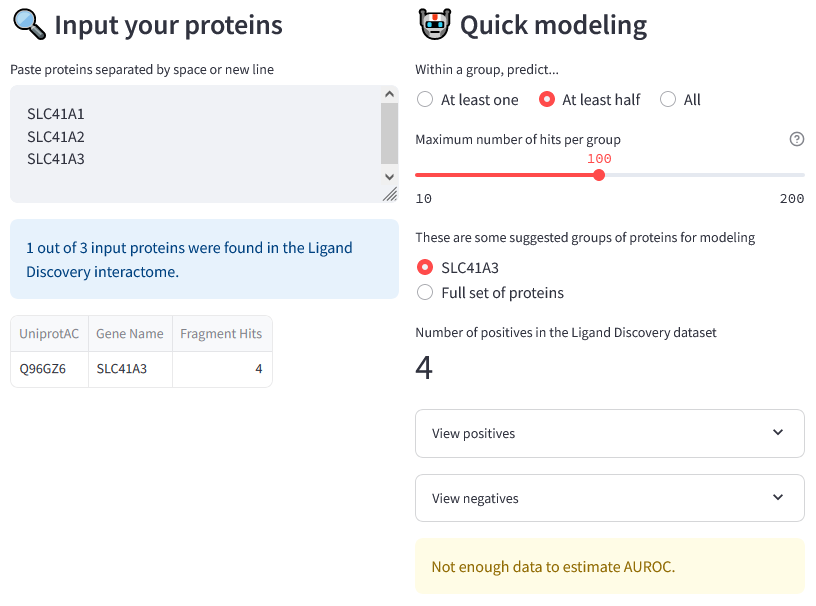 Input your proteins
Paste proteins separated by space or new line
SLC41A1
SLC41A2
SLC41A3
1 out of 3 input proteins were found in the Ligand
Discovery interactome.
UniprotAC Gene Name Fragment Hits
Q96GZ6 SLC41A3 4
Quick modeling
Within a group, predict...
At least one At least half All
Maximum number of hits per group
100
10 200
These are some suggested groups of proteins for modeling
SLC41A3
Full set of proteins
Number of positives in the Ligand Discovery dataset
4
View positives
View negatives
Not enough data to estimate AUROC.